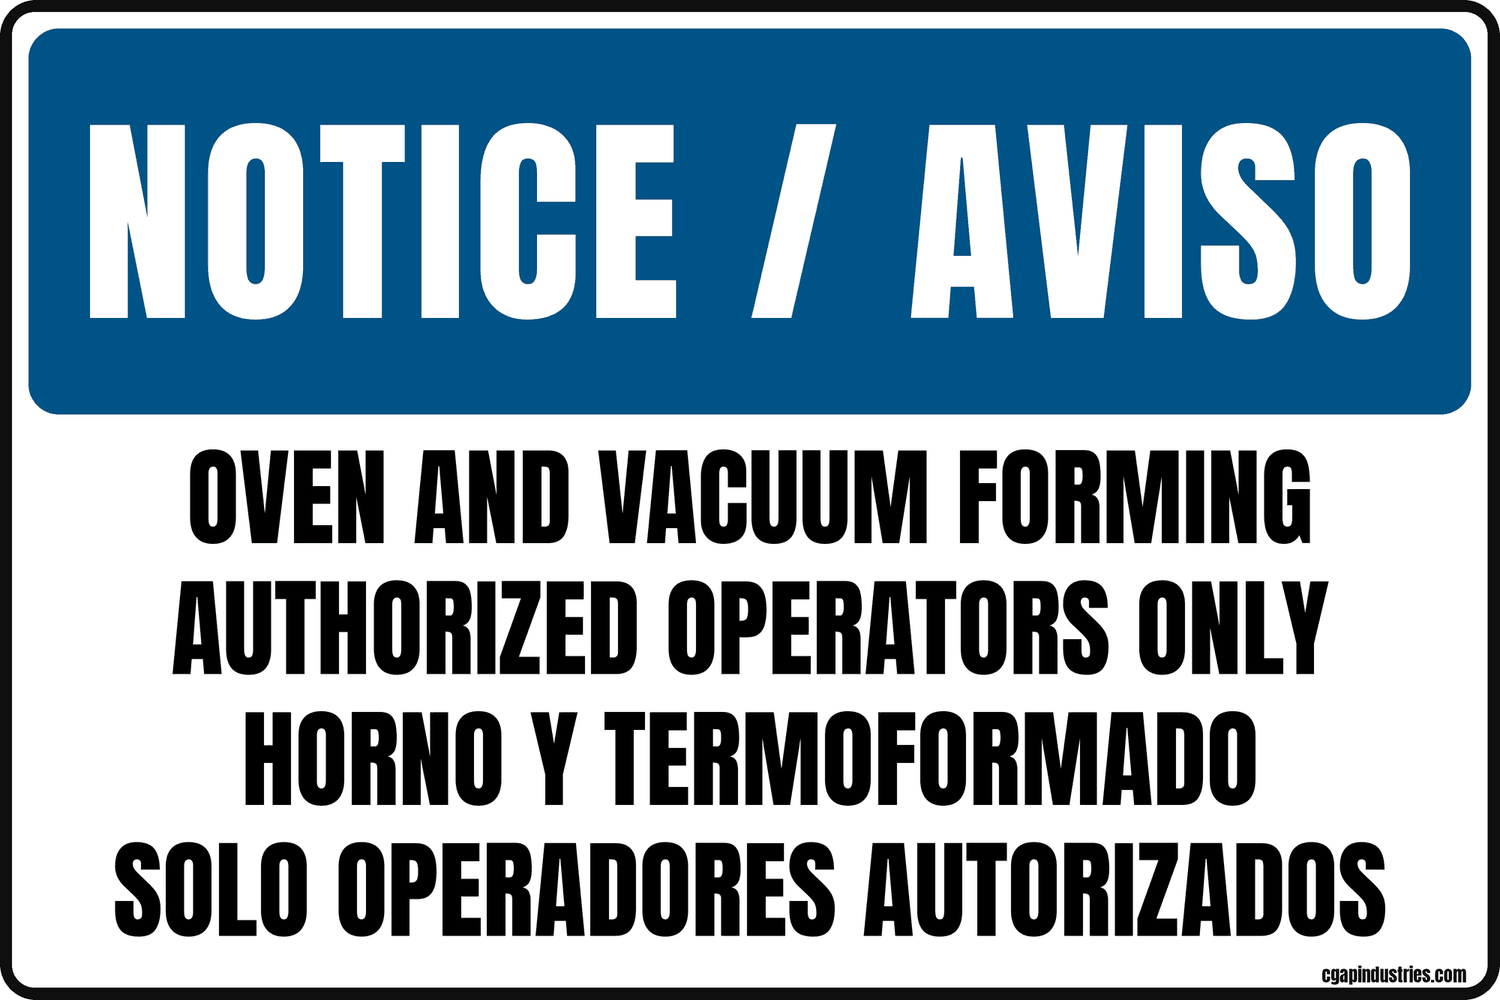 NOTICE / AVISO
OVEN AND VACUUM FORMING
AUTHORIZED OPERATORS ONLY
HORNO Y TERMOFORMADO
SOLO OPERADORES AUTORIZADOS
cgapindustries.com